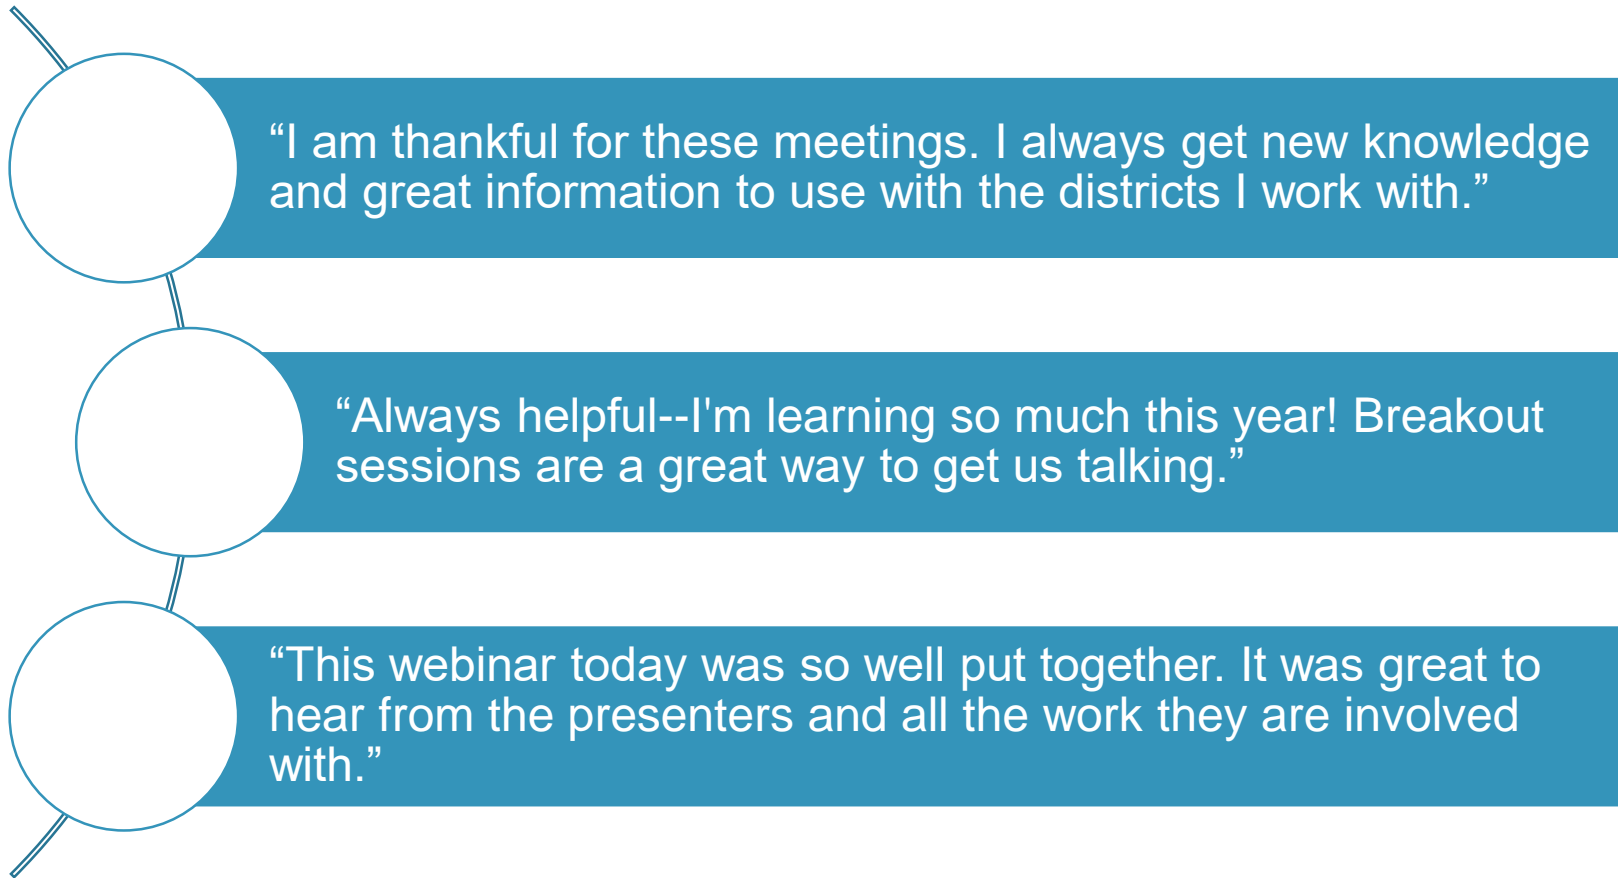 “I am thankful for these meetings. I always get new knowledge
and great information to use with the districts I work with.”
“Always helpful--I'm learning so much this year! Breakout
sessions are a great way to get us talking.”
“This webinar today was so well put together. It was great to
hear from the presenters and all the work they are involved
with.”